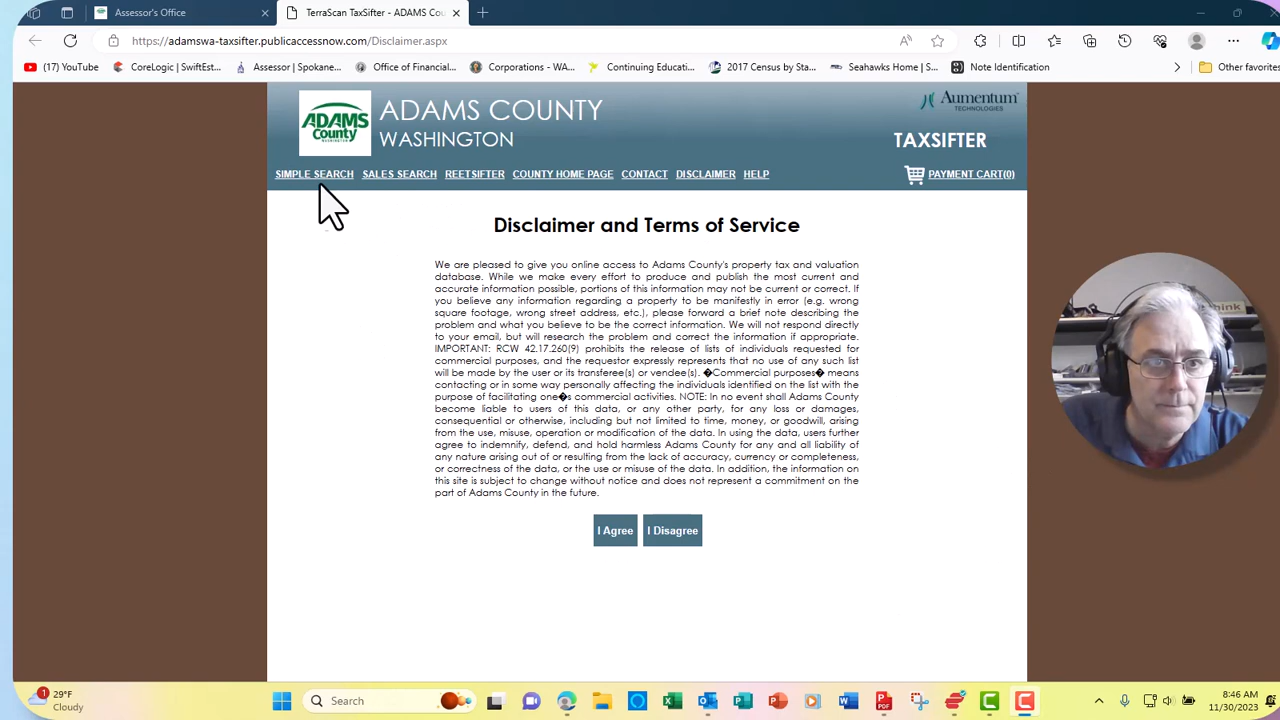 Assessor's Office
TerraScan TaxSifter - ADAMS Cou
https://adamswa-taxsifter.publicaccessnow.com/Disclaimer.aspx
(17) YouTube
CoreLogic | SwiftEst...
Assessor | Spokane...
Office of Financial...
Corporations - WA...
Continuing Educati...
2017 Census by Sta...
Seahawks Home | S...
Note Identification
Other favorites
ADAMS County WASHINGTON
ADAMS COUNTY
WASHINGTON
Aumentum TECHNOLOGIES
TAXSIFTER
SIMPLE SEARCH SALES SEARCH REETSIFTER COUNTY HOME PAGE CONTACT DISCLAIMER HELP PAYMENT CART(0)
Disclaimer and Terms of Service
We are pleased to give you online access to Adams County's property tax and valuation
database. While we make every effort to produce and publish the most current and
accurate information possible, portions of this information may not be current or correct. If
you believe any information regarding a property to be manifestly in error (e.g. wrong
square footage, wrong street address, etc.), please forward a brief note describing the
problem and what you believe to be the correct information. We will not respond directly
to your email, but will research the problem and correct the information if appropriate.
IMPORTANT: RCW 42.17.260(9) prohibits the release of lists of individuals requested for
commercial purposes, and the requestor expressly represents that no use of any such list
will be made by the user or its transferee(s) or vendee(s). �Commercial purposes� means
contacting or in some way personally affecting the individuals identified on the list with the
purpose of facilitating one�s commercial activities. NOTE: In no event shall Adams County
become liable to users of this data, or any other party, for any loss or damages,
consequential or otherwise, including but not limited to time, money, or goodwill, arising
from the use, misuse, operation or modification of the data. In using the data, users further
agree to indemnify, defend, and hold harmless Adams County for any and all liability of
any nature arising out of or resulting from the lack of accuracy, currency or completeness,
or correctness of the data, or the use or misuse of the data. In addition, the information on
this site is subject to change without notice and does not represent a commitment on the
part of Adams County in the future.
I Agree I Disagree
think
1
29°F
Cloudy
Search
8:46 AM
11/30/2023